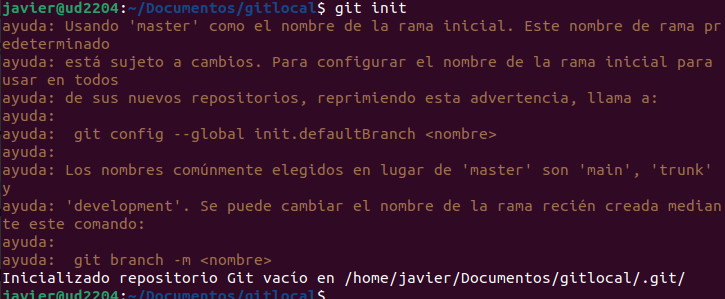 javier@ud2204:~/Documentos/gitlocal$ git init
ayuda: Usando 'master' como el nombre de la rama inicial. Este nombre de rama pr
edeterminado
ayuda: está sujeto a cambios. Para configurar el nombre de la rama inicial para
usar en todos
ayuda: de sus nuevos repositorios, reprimiendo esta advertencia, llama a:
ayuda:
ayuda:  git config --global init.defaultBranch <nombre>
ayuda:
ayuda: Los nombres comúnmente elegidos en lugar de 'master' son 'main', 'trunk'
y
ayuda: 'development'. Se puede cambiar el nombre de la rama recién creada median
te este comando:
ayuda:
ayuda:  git branch -m <nombre>
Inicializado repositorio Git vacío en /home/javier/Documentos/gitlocal/.git/
javier@ud2204:~/Documentos/gitlocal$